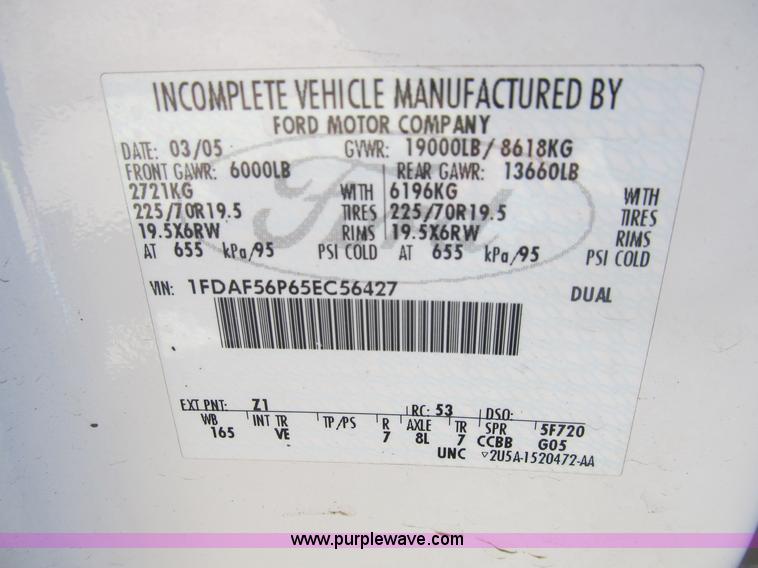 INCOMPLETE VEHICLE MANUFACTURED BY
FORD MOTOR COMPANY
DATE: 03/05 GVWR: 19000LB/ 8618KG
FRONT GAWR: 6000LB REAR GAWR: 13660LB
2721KG WITH 6196KG WITH
225/70R19.5 TIRES 225/70R19.5 TIRES
19.5X6RW RIMS 19.5X6RW RIMS
AT 655 kPa/95 PSI COLD AT 655 kPa/95 PSI COLD
VIN: 1FDAF56P65EC56427 DUAL
Ford
EXT PNT: Z1 RC: 53 DSO:
WB INT TR TP/PS R AXLE TR SPR 5F720
165 VE 7 8L 7 CCBB G05
UNC ▽2U5A-1520472-AA
www.purplewave.com